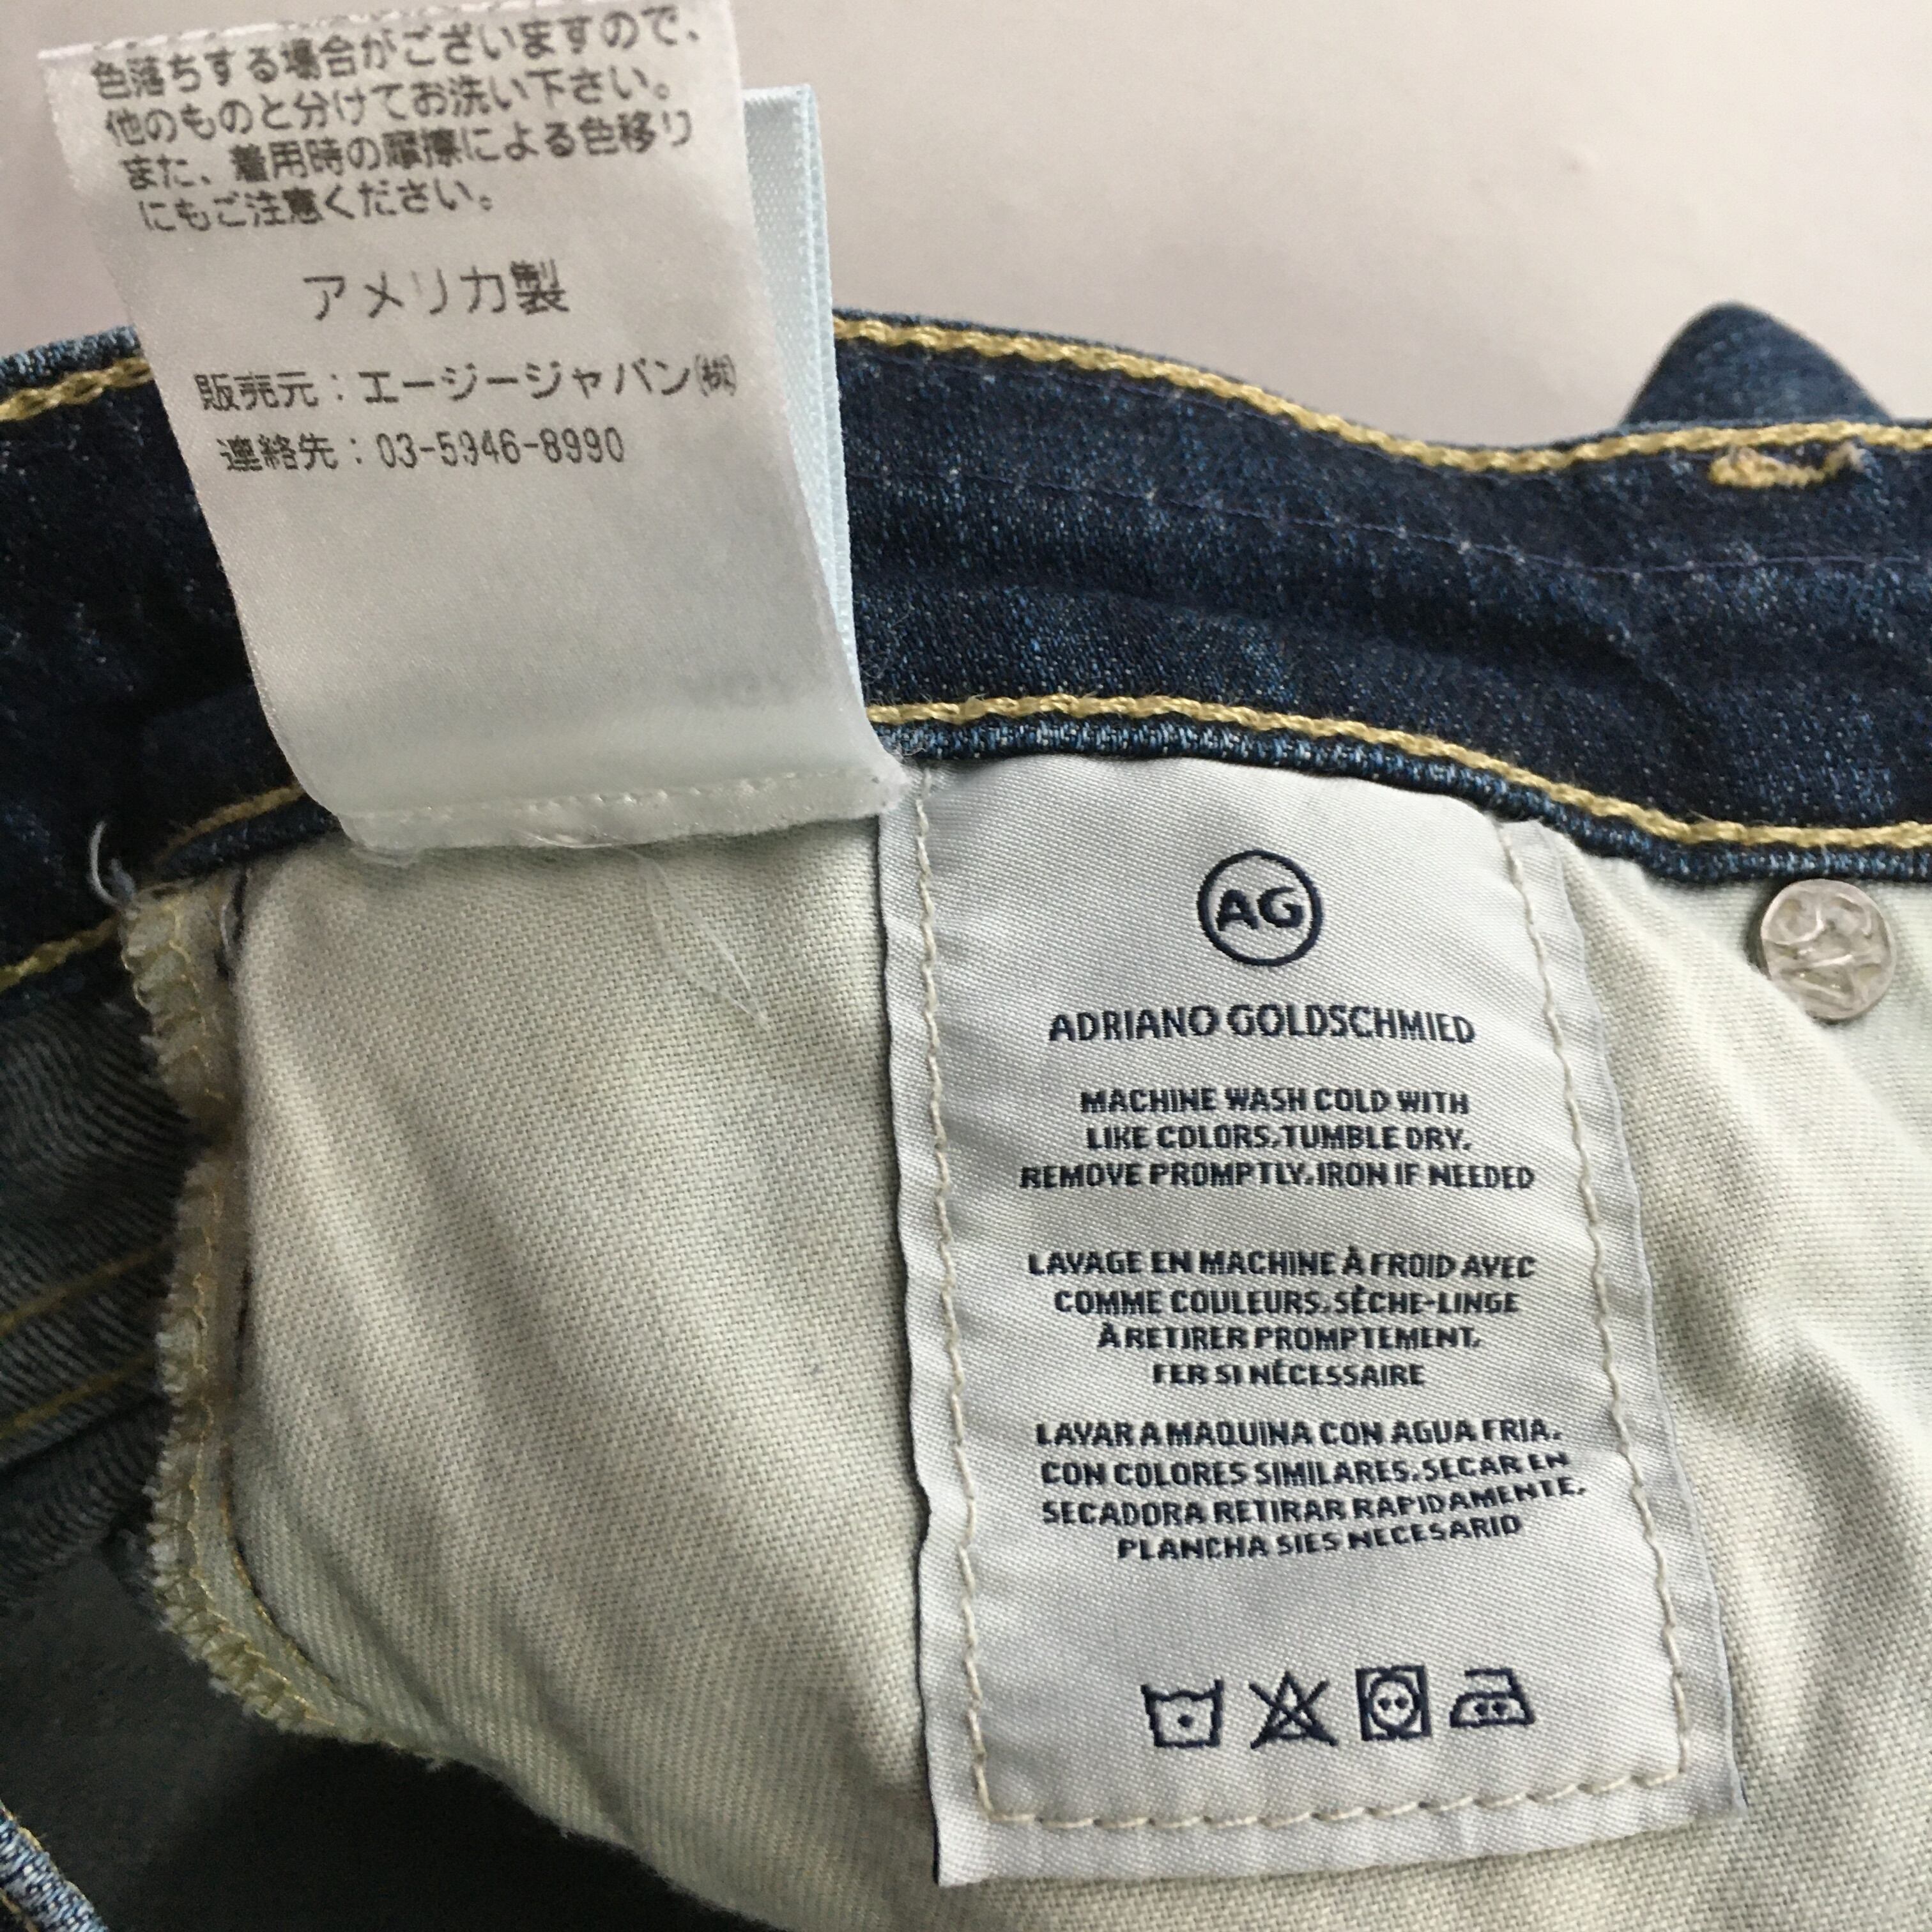 色落ちする場合がございますので、
他のものと分けてお洗い下さい。
また、着用時の摩擦による色移り
にもご注意ください。
アメリカ製
販売元：エージージャパン㈱
連絡先：03-5946-8990
AG
ADRIANO GOLDSCHMIED
MACHINE WASH COLD WITH
LIKE COLORS.TUMBLE DRY.
REMOVE PROMPTLY.IRON IF NEEDED
LAVAGE EN MACHINE À FROID AVEC
COMME COULEURS.SÈCHE-LINGE
À RETIRER PROMPTEMENT.
FER SI NÉCESSAIRE
LAVAR A MAQUINA CON AGUA FRIA.
CON COLORES SIMILARES.SECAR EN
SECADORA RETIRAR RAPIDAMENTE.
PLANCHA SIES NECESARIO